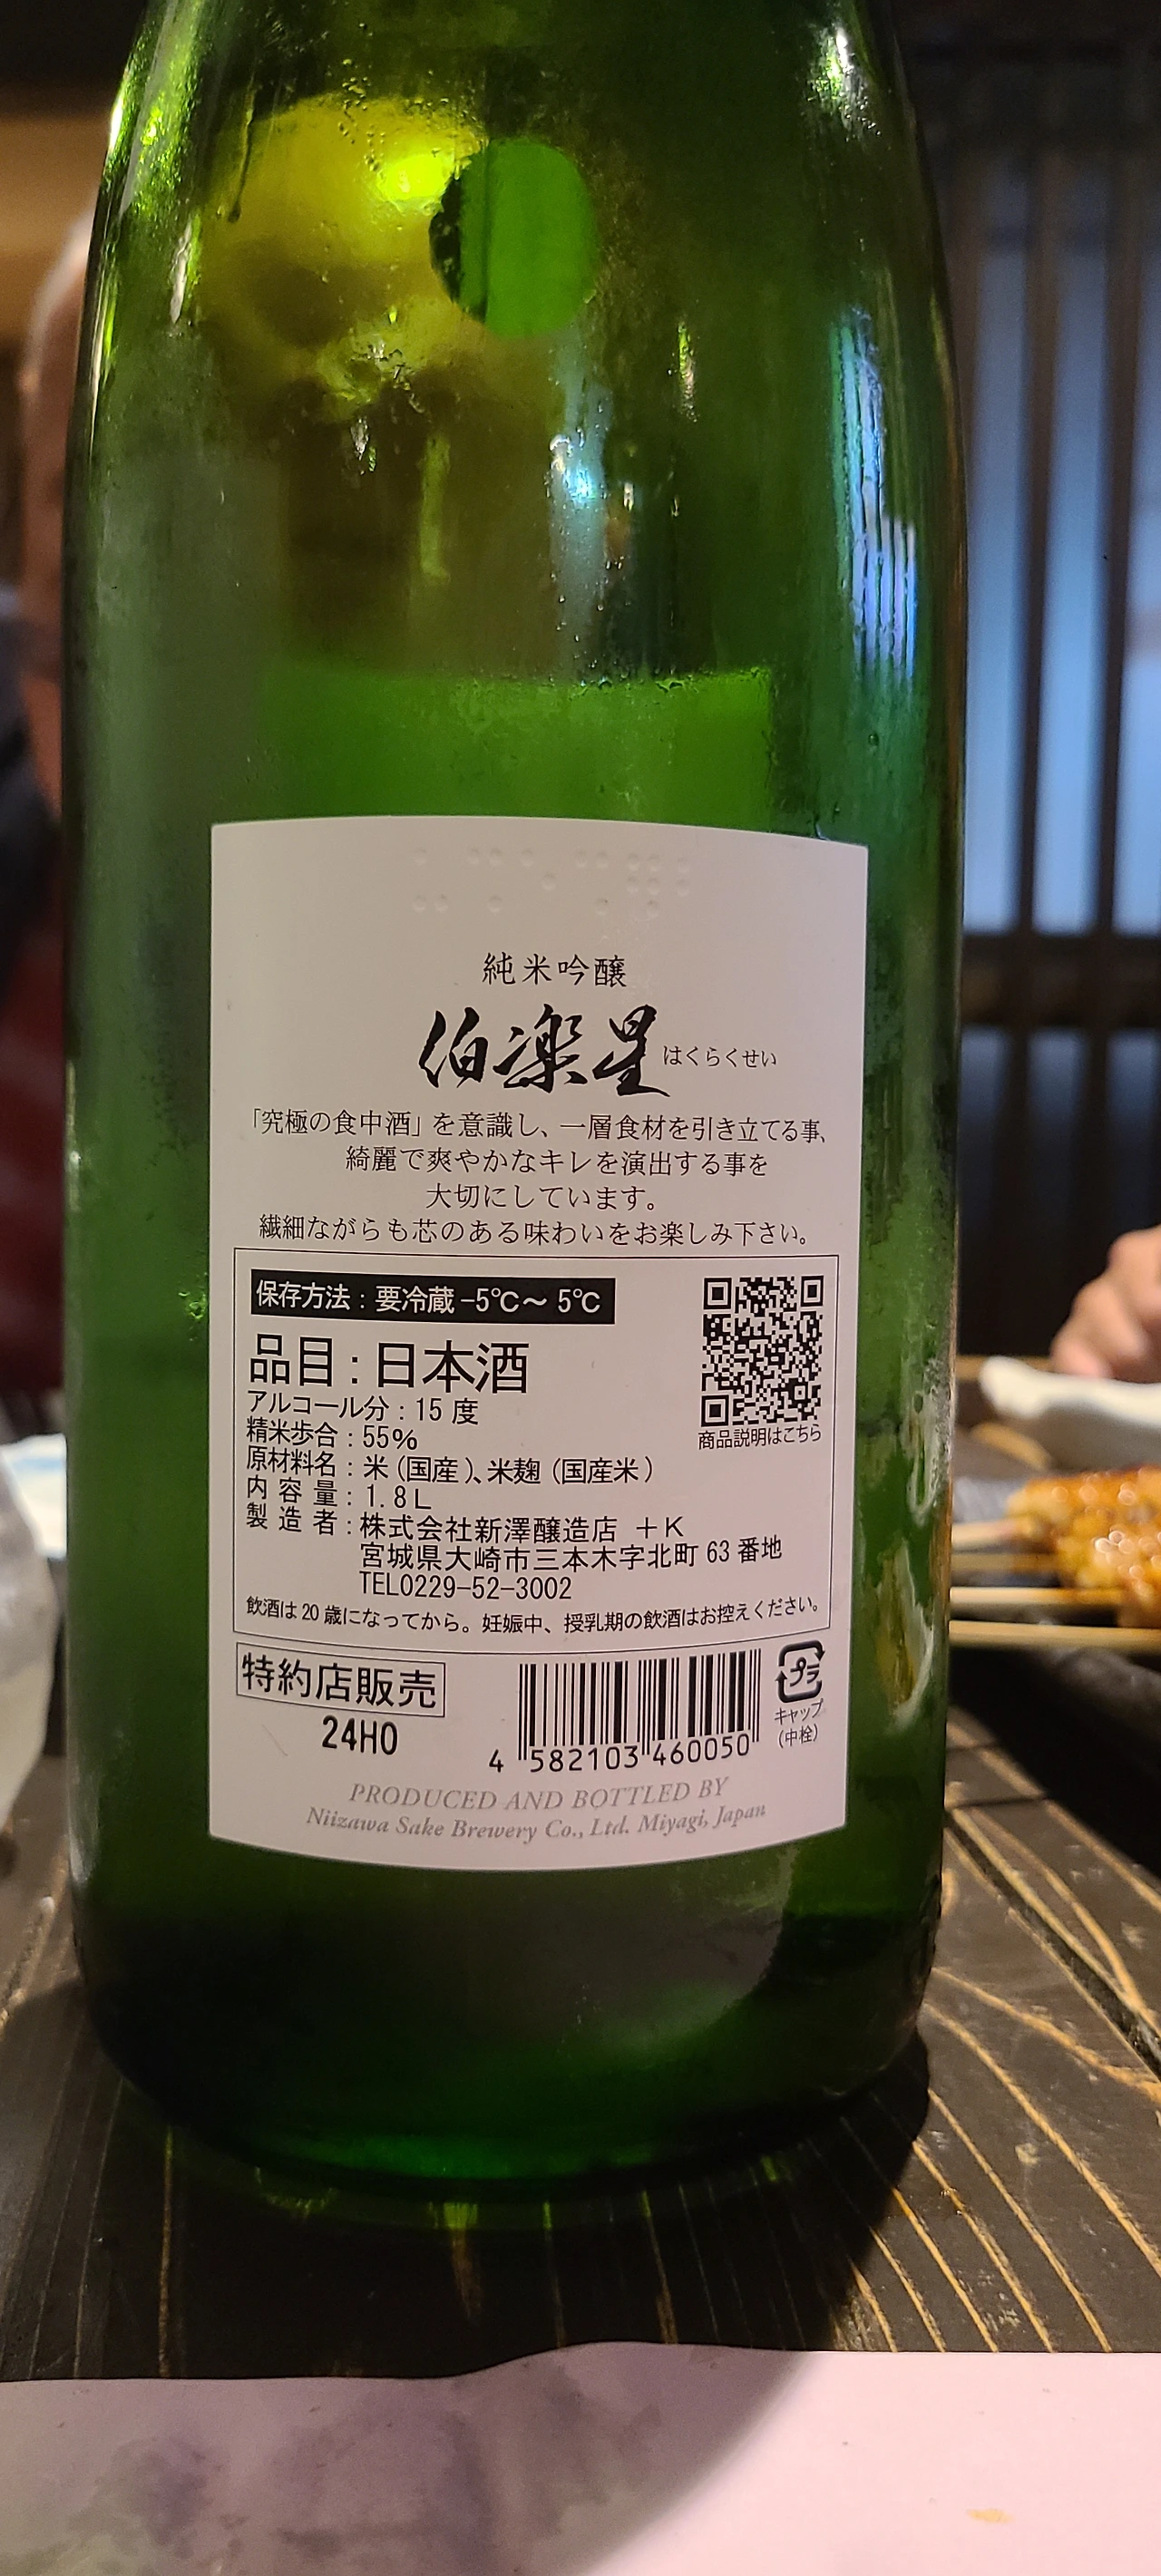 純米吟醸
伯楽星 はくらくせい
「究極の食中酒」を意識し、一層食材を引き立てる事、
綺麗で爽やかなキレを演出する事を
大切にしています。
繊細ながらも芯のある味わいをお楽しみ下さい。
保存方法：要冷蔵 −5℃〜 5℃
品目：日本酒
アルコール分：15 度
精米歩合：55%
原材料名：米（国産）、米麹（国産米）
内容量：1.8L
製造者：株式会社新澤醸造店 ＋K
宮城県大崎市三本木字北町 63 番地
TEL0229−52−3002
飲酒は 20 歳になってから。妊娠中、授乳期の飲酒はお控えください。
商品説明はこちら
特約店販売
24H0
4 582103 460050
プラ
キャップ
(中栓)
PRODUCED AND BOTTLED BY
Niizawa Sake Brewery Co., Ltd. Miyagi, Japan